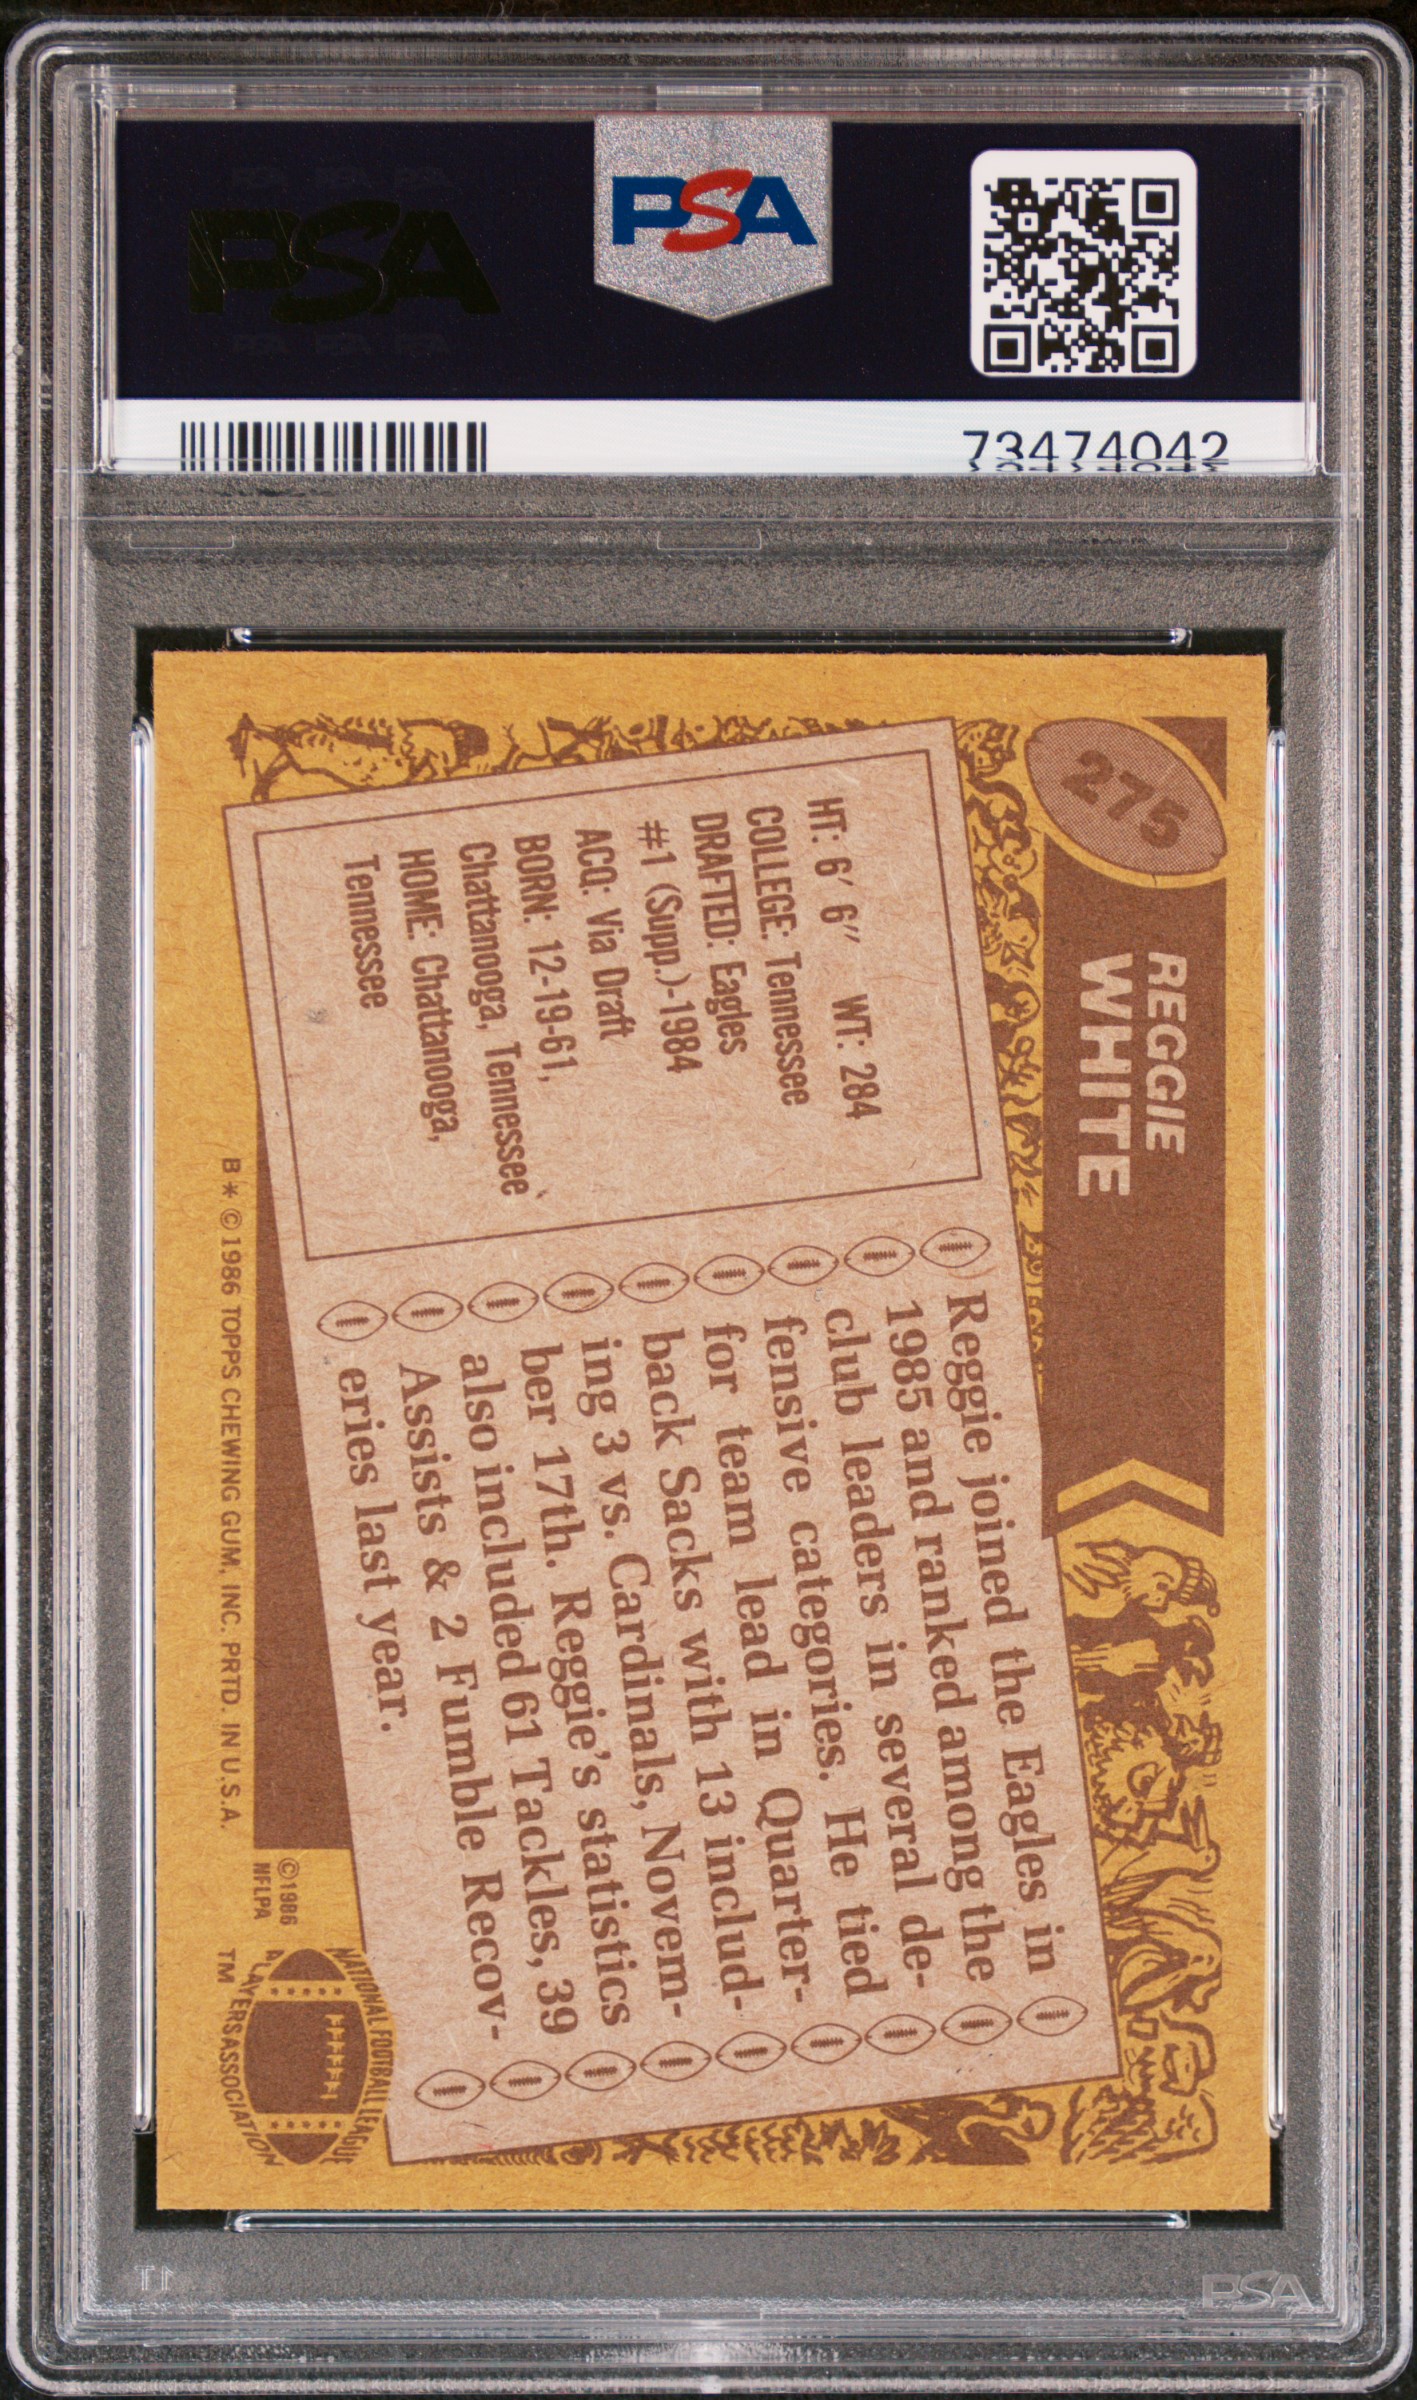 PSA
PSA
73474042
275
REGGIE
WHITE
HT: 6′ 6″ WT: 284
COLLEGE: Tennessee
DRAFTED: Eagles
#1 (Supp.)-1984
ACQ: Via Draft
BORN: 12-19-61,
Chattanooga, Tennessee
HOME: Chattanooga,
Tennessee
Reggie joined the Eagles in
1985 and ranked among the
club leaders in several de-
fensive categories. He tied
for team lead in Quarter-
back Sacks with 13 includ-
ing 3 vs. Cardinals, Novem-
ber 17th. Reggie's statistics
also included 61 Tackles, 39
Assists & 2 Fumble Recov-
eries last year.
B * © 1986 TOPPS CHEWING GUM, INC. PRTD. IN U.S.A.
© 1986
NFLPA
NATIONAL FOOTBALL LEAGUE
PLAYERS ASSOCIATION
TM
PSA